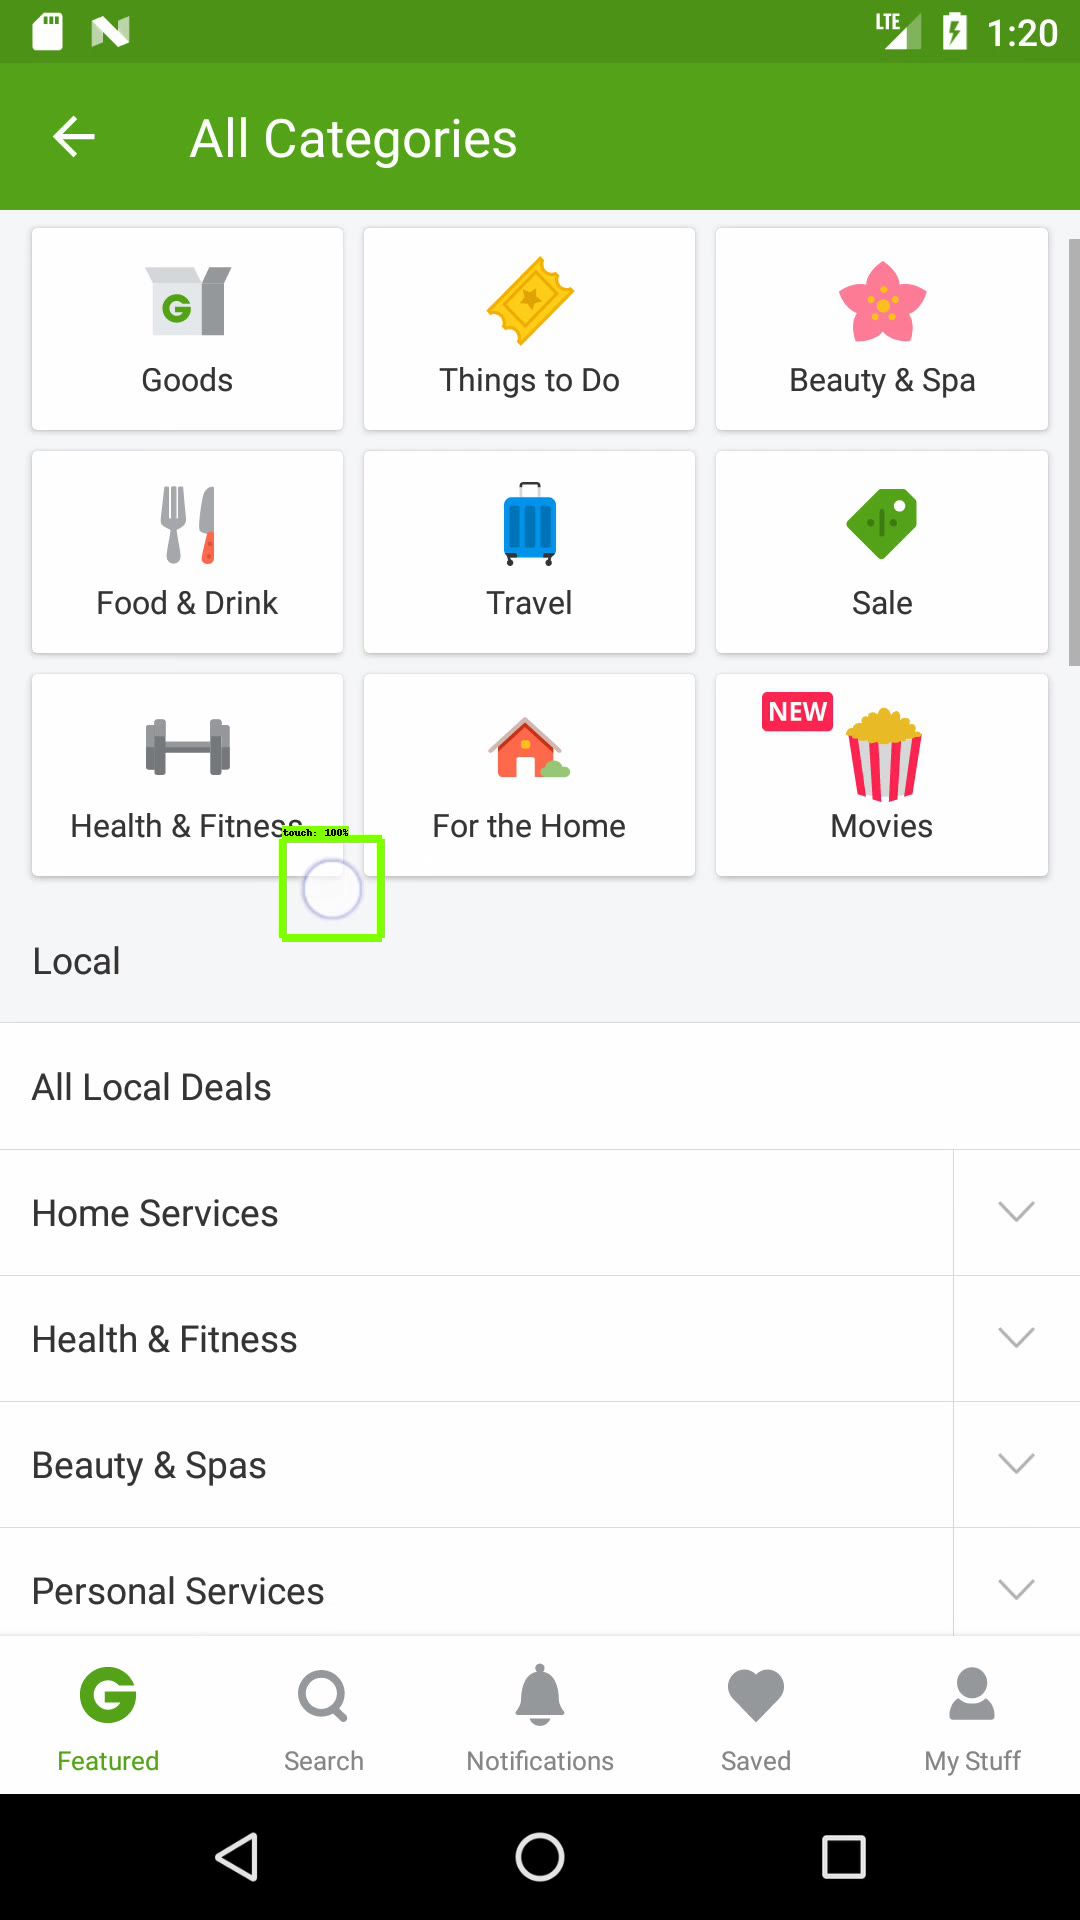 LTE 1:20
All Categories
Goods
Things to Do
Beauty & Spa
Food & Drink
Travel
Sale
Health & Fitness
For the Home
NEW
Movies
touch: 100%
Local
All Local Deals
Home Services
Health & Fitness
Beauty & Spas
Personal Services
Featured
Search
Notifications
Saved
My Stuff